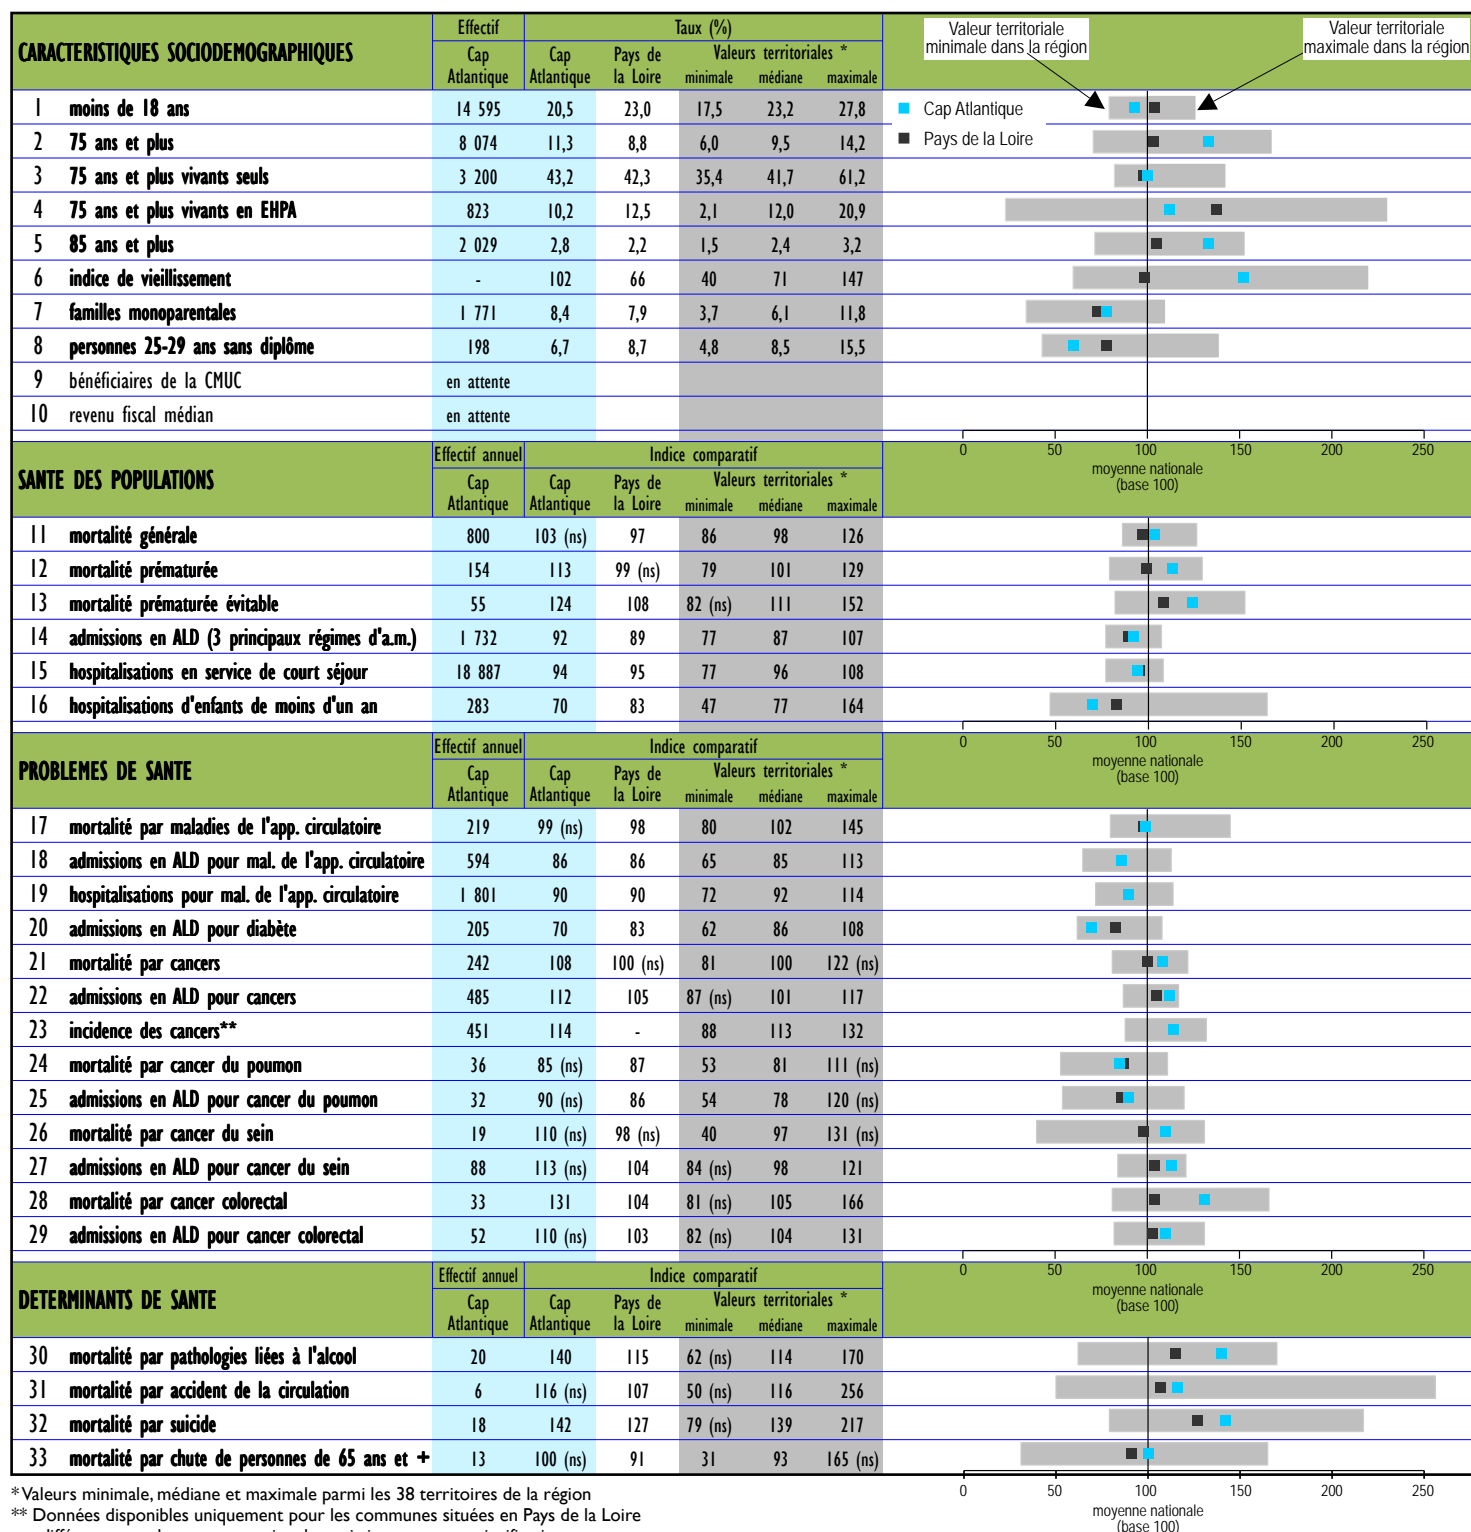 CARACTERISTIQUES SOCIODEMOGRAPHIQUES
Effectif Taux (%)
Cap Atlantique Cap Atlantique Pays de la Loire Valeurs territoriales *
minimale médiane maximale
Valeur territoriale minimale dans la région
Valeur territoriale maximale dans la région
1 moins de 18 ans 14 595 20,5 23,0 17,5 23,2 27,8
Cap Atlantique
2 75 ans et plus 8 074 11,3 8,8 6,0 9,5 14,2
Pays de la Loire
3 75 ans et plus vivants seuls 3 200 43,2 42,3 35,4 41,7 61,2
4 75 ans et plus vivants en EHPA 823 10,2 12,5 2,1 12,0 20,9
5 85 ans et plus 2 029 2,8 2,2 1,5 2,4 3,2
6 indice de vieillissement - 102 66 40 71 147
7 familles monoparentales 1 771 8,4 7,9 3,7 6,1 11,8
8 personnes 25-29 ans sans diplôme 198 6,7 8,7 4,8 8,5 15,5
9 bénéficiaires de la CMUC en attente
10 revenu fiscal médian en attente
0 50 100 150 200 250
moyenne nationale
(base 100)
SANTE DES POPULATIONS
Effectif annuel Indice comparatif
Cap Atlantique Cap Atlantique Pays de la Loire Valeurs territoriales *
minimale médiane maximale
11 mortalité générale 800 103 (ns) 97 86 98 126
12 mortalité prématurée 154 113 99 (ns) 79 101 129
13 mortalité prématurée évitable 55 124 108 82 (ns) 111 152
14 admissions en ALD (3 principaux régimes d'a.m.) 1 732 92 89 77 87 107
15 hospitalisations en service de court séjour 18 887 94 95 77 96 108
16 hospitalisations d'enfants de moins d'un an 283 70 83 47 77 164
0 50 100 150 200 250
moyenne nationale
(base 100)
PROBLEMES DE SANTE
Effectif annuel Indice comparatif
Cap Atlantique Cap Atlantique Pays de la Loire Valeurs territoriales *
minimale médiane maximale
17 mortalité par maladies de l'app. circulatoire 219 99 (ns) 98 80 102 145
18 admissions en ALD pour mal. de l'app. circulatoire 594 86 86 65 85 113
19 hospitalisations pour mal. de l'app. circulatoire 1 801 90 90 72 92 114
20 admissions en ALD pour diabète 205 70 83 62 86 108
21 mortalité par cancers 242 108 100 (ns) 81 100 122 (ns)
22 admissions en ALD pour cancers 485 112 105 87 (ns) 101 117
23 incidence des cancers** 451 114 - 88 113 132
24 mortalité par cancer du poumon 36 85 (ns) 87 53 81 111 (ns)
25 admissions en ALD pour cancer du poumon 32 90 (ns) 86 54 78 120 (ns)
26 mortalité par cancer du sein 19 110 (ns) 98 (ns) 40 97 131 (ns)
27 admissions en ALD pour cancer du sein 88 113 (ns) 104 84 (ns) 98 121
28 mortalité par cancer colorectal 33 131 104 81 (ns) 105 166
29 admissions en ALD pour cancer colorectal 52 110 (ns) 103 82 (ns) 104 131
0 50 100 150 200 250
moyenne nationale
(base 100)
DETERMINANTS DE SANTE
Effectif annuel Indice comparatif
Cap Atlantique Cap Atlantique Pays de la Loire Valeurs territoriales *
minimale médiane maximale
30 mortalité par pathologies liées à l'alcool 20 140 115 62 (ns) 114 170
31 mortalité par accident de la circulation 6 116 (ns) 107 50 (ns) 116 256
32 mortalité par suicide 18 142 127 79 (ns) 139 217
33 mortalité par chute de personnes de 65 ans et + 13 100 (ns) 91 31 93 165 (ns)
0 50 100 150 200 250
moyenne nationale
(base 100)
* Valeurs minimale, médiane et maximale parmi les 38 territoires de la région
** Données disponibles uniquement pour les communes situées en Pays de la Loire